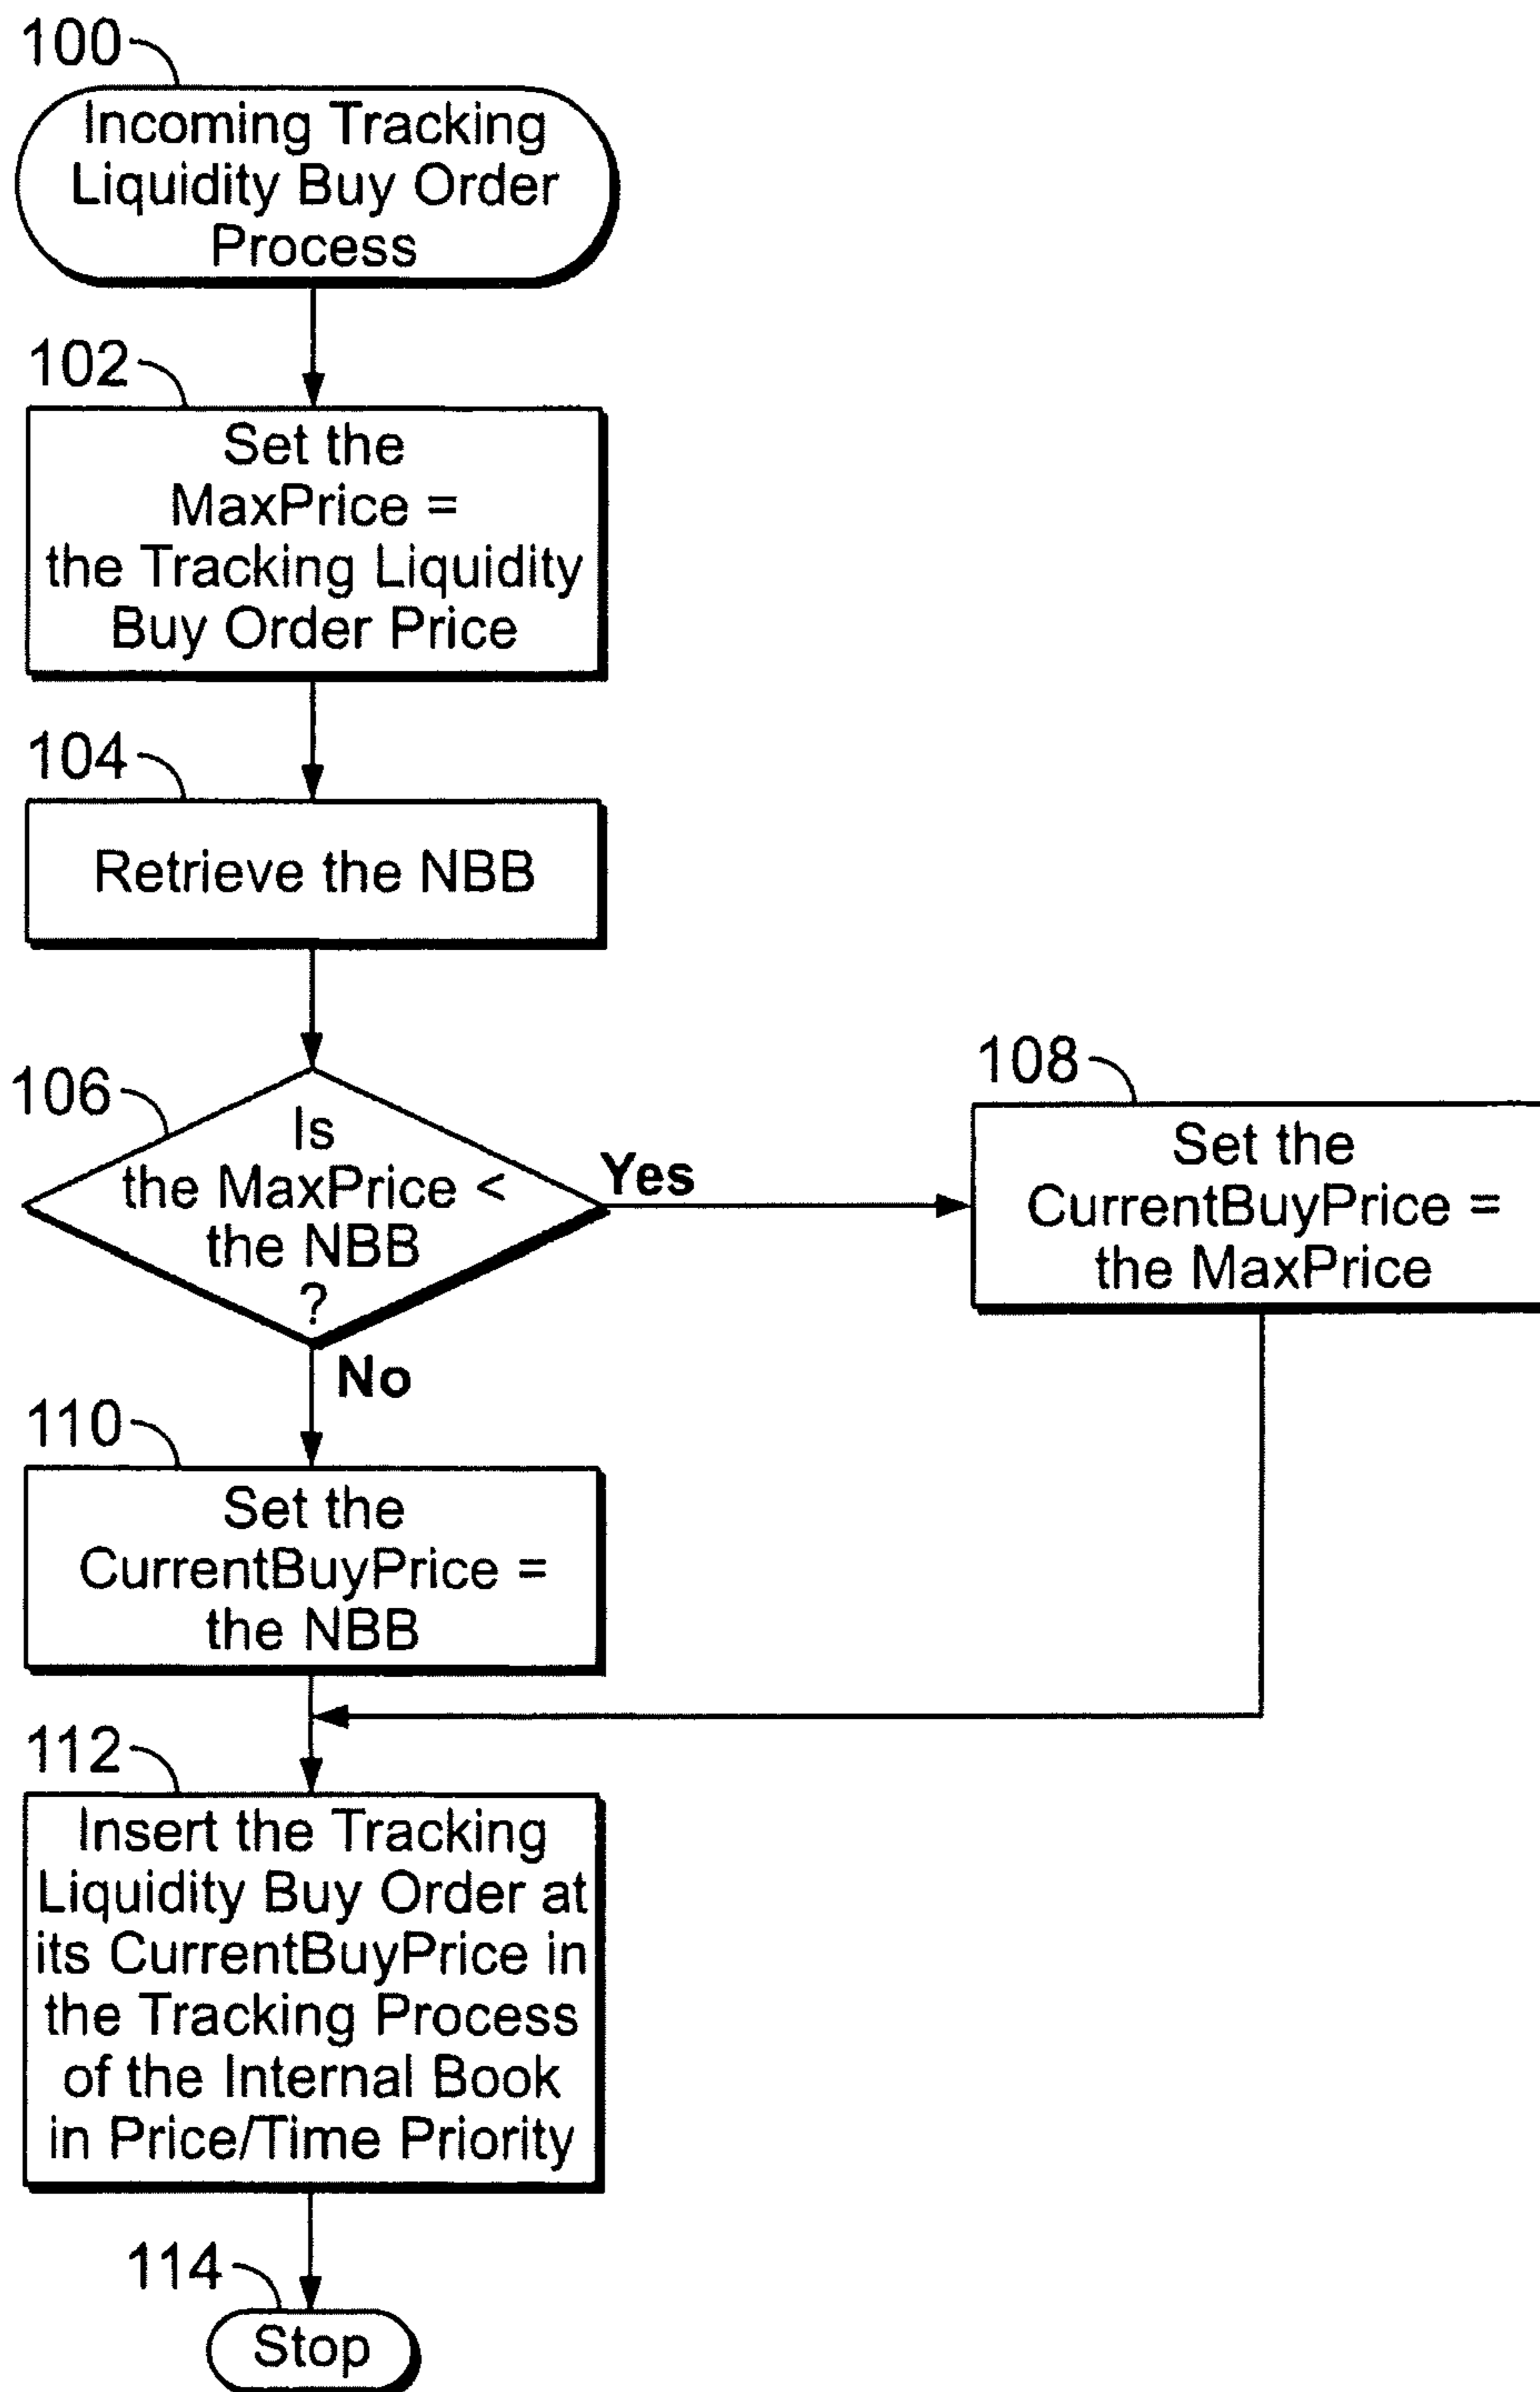 100
Incoming Tracking
Liquidity Buy Order
Process
102
Set the
MaxPrice =
the Tracking Liquidity
Buy Order Price
104
Retrieve the NBB
106
Is
the MaxPrice <
the NBB
?
Yes
108
Set the
CurrentBuyPrice =
the MaxPrice
No
110
Set the
CurrentBuyPrice =
the NBB
112
Insert the Tracking
Liquidity Buy Order at
its CurrentBuyPrice in
the Tracking Process
of the Internal Book
in Price/Time Priority
114
Stop